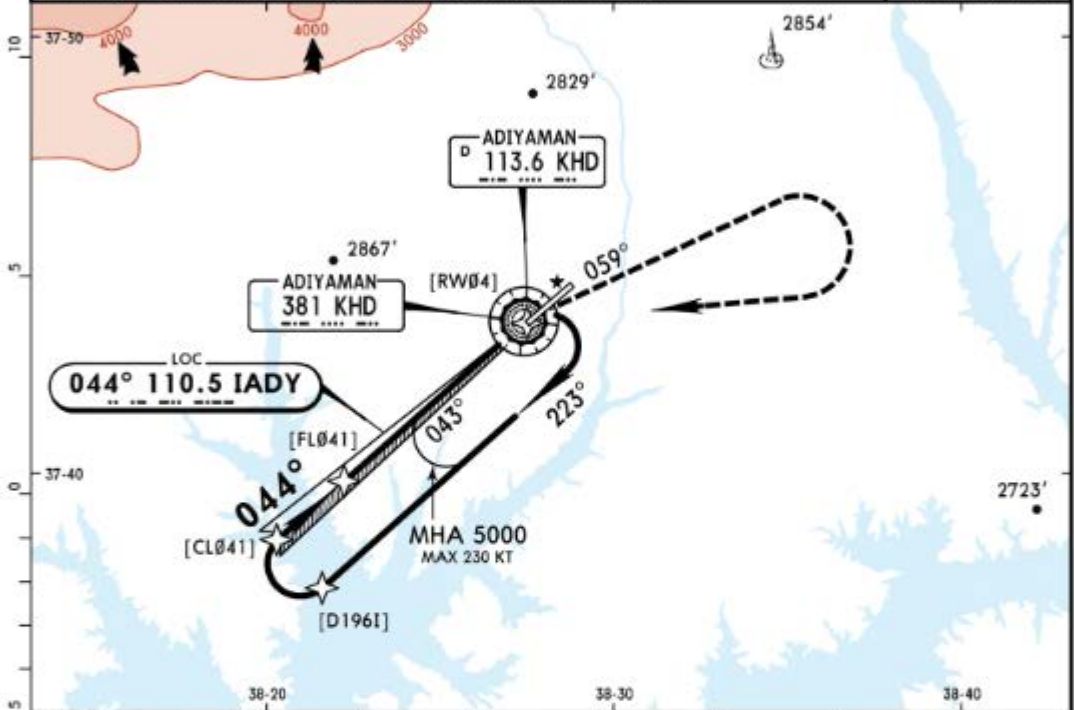 10
37-50
4000
4000
3000
2854'
2829'
ADIYAMAN
D 113.6 KHD
2867'
[RWØ4]
059°
ADIYAMAN
381 KHD
LOC
044° 110.5 IADY
[FLØ41]
043°
223°
5
37-40
0
044°
2723'
[CLØ41]
MHA 5000
MAX 230 KT
[D196I]
5
38-20
38-30
38-40